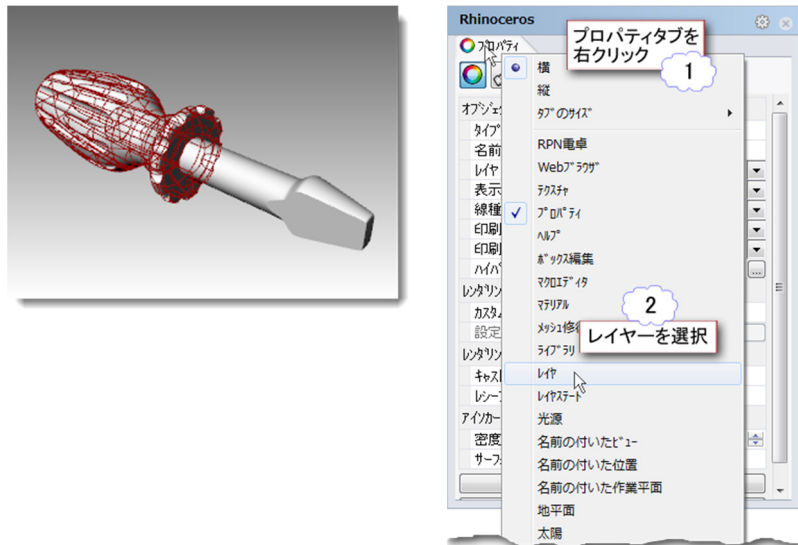 Rhinoceros
プロパティタブを
右クリック
1
ﾌﾟﾛﾊﾟﾃｨ
横
縦
ﾀﾌﾞのｻｲｽﾞ
RPN電卓
Webﾌﾞﾗｳｻﾞ
ﾃｸｽﾁｬ
ﾌﾟﾛﾊﾟﾃｨ
ﾍﾙﾌﾟ
ﾎﾞｯｸｽ編集
ﾏｸﾛｴﾃﾞｨﾀ
ﾏﾃﾘｱﾙ
ﾒｯｼｭ修復
ﾗｲﾌﾞﾗﾘ
ﾚｲﾔ
ﾚｲﾔｽﾃｰﾄ
光源
名前の付いたﾋﾞｭｰ
名前の付いた位置
名前の付いた作業平面
地平面
太陽
2
レイヤーを選択
ｵﾌﾞｼﾞｪｸ
ﾀｲﾌﾟ
名前
ﾚｲﾔ
表示
線種
印刷
印刷
ﾊｲﾊﾟ
ﾚﾝﾀﾞﾘﾝ
ｶｽﾀﾑ
設定
ﾚﾝﾀﾞﾘﾝ
ｷｬｽ
ﾚｼｰ
ｱｲｿｶｰ
密度
ｻｰﾌ